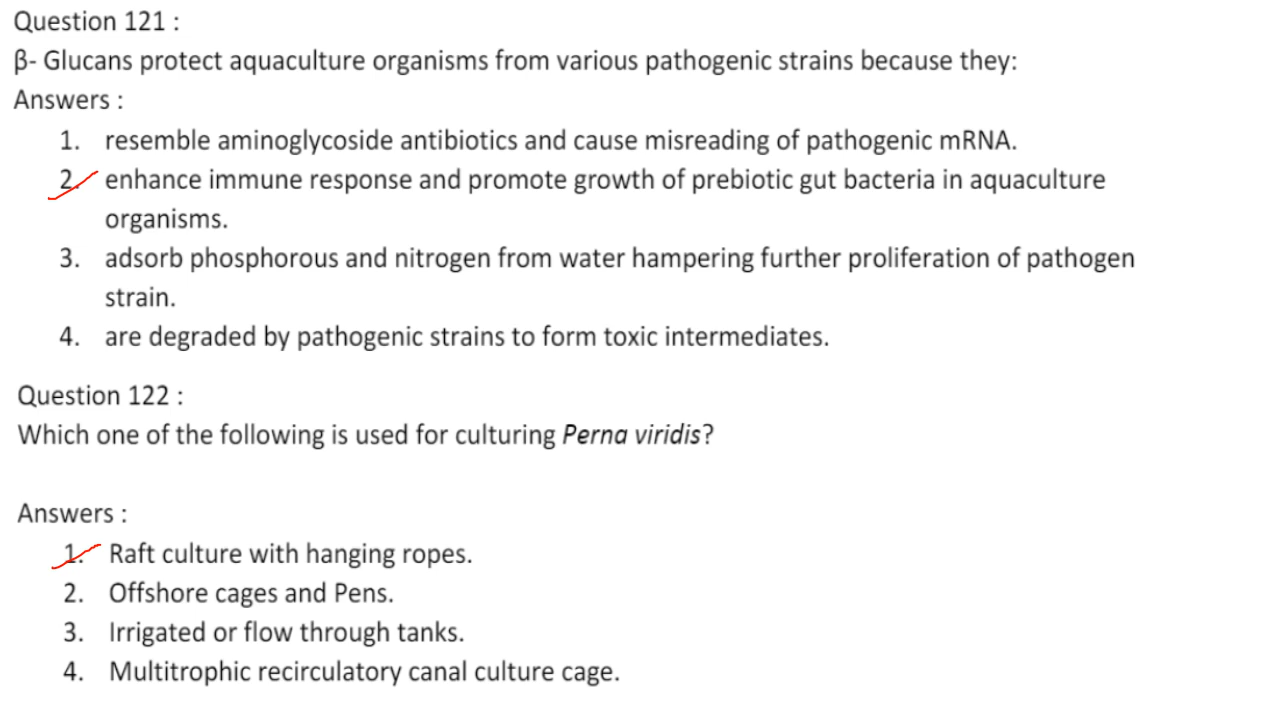 Question 121 :
β- Glucans protect aquaculture organisms from various pathogenic strains because they:
Answers :
1. resemble aminoglycoside antibiotics and cause misreading of pathogenic mRNA.
2. enhance immune response and promote growth of prebiotic gut bacteria in aquaculture
organisms.
3. adsorb phosphorous and nitrogen from water hampering further proliferation of pathogen
strain.
4. are degraded by pathogenic strains to form toxic intermediates.
Question 122 :
Which one of the following is used for culturing Perna viridis?
Answers :
1. Raft culture with hanging ropes.
2. Offshore cages and Pens.
3. Irrigated or flow through tanks.
4. Multitrophic recirculatory canal culture cage.